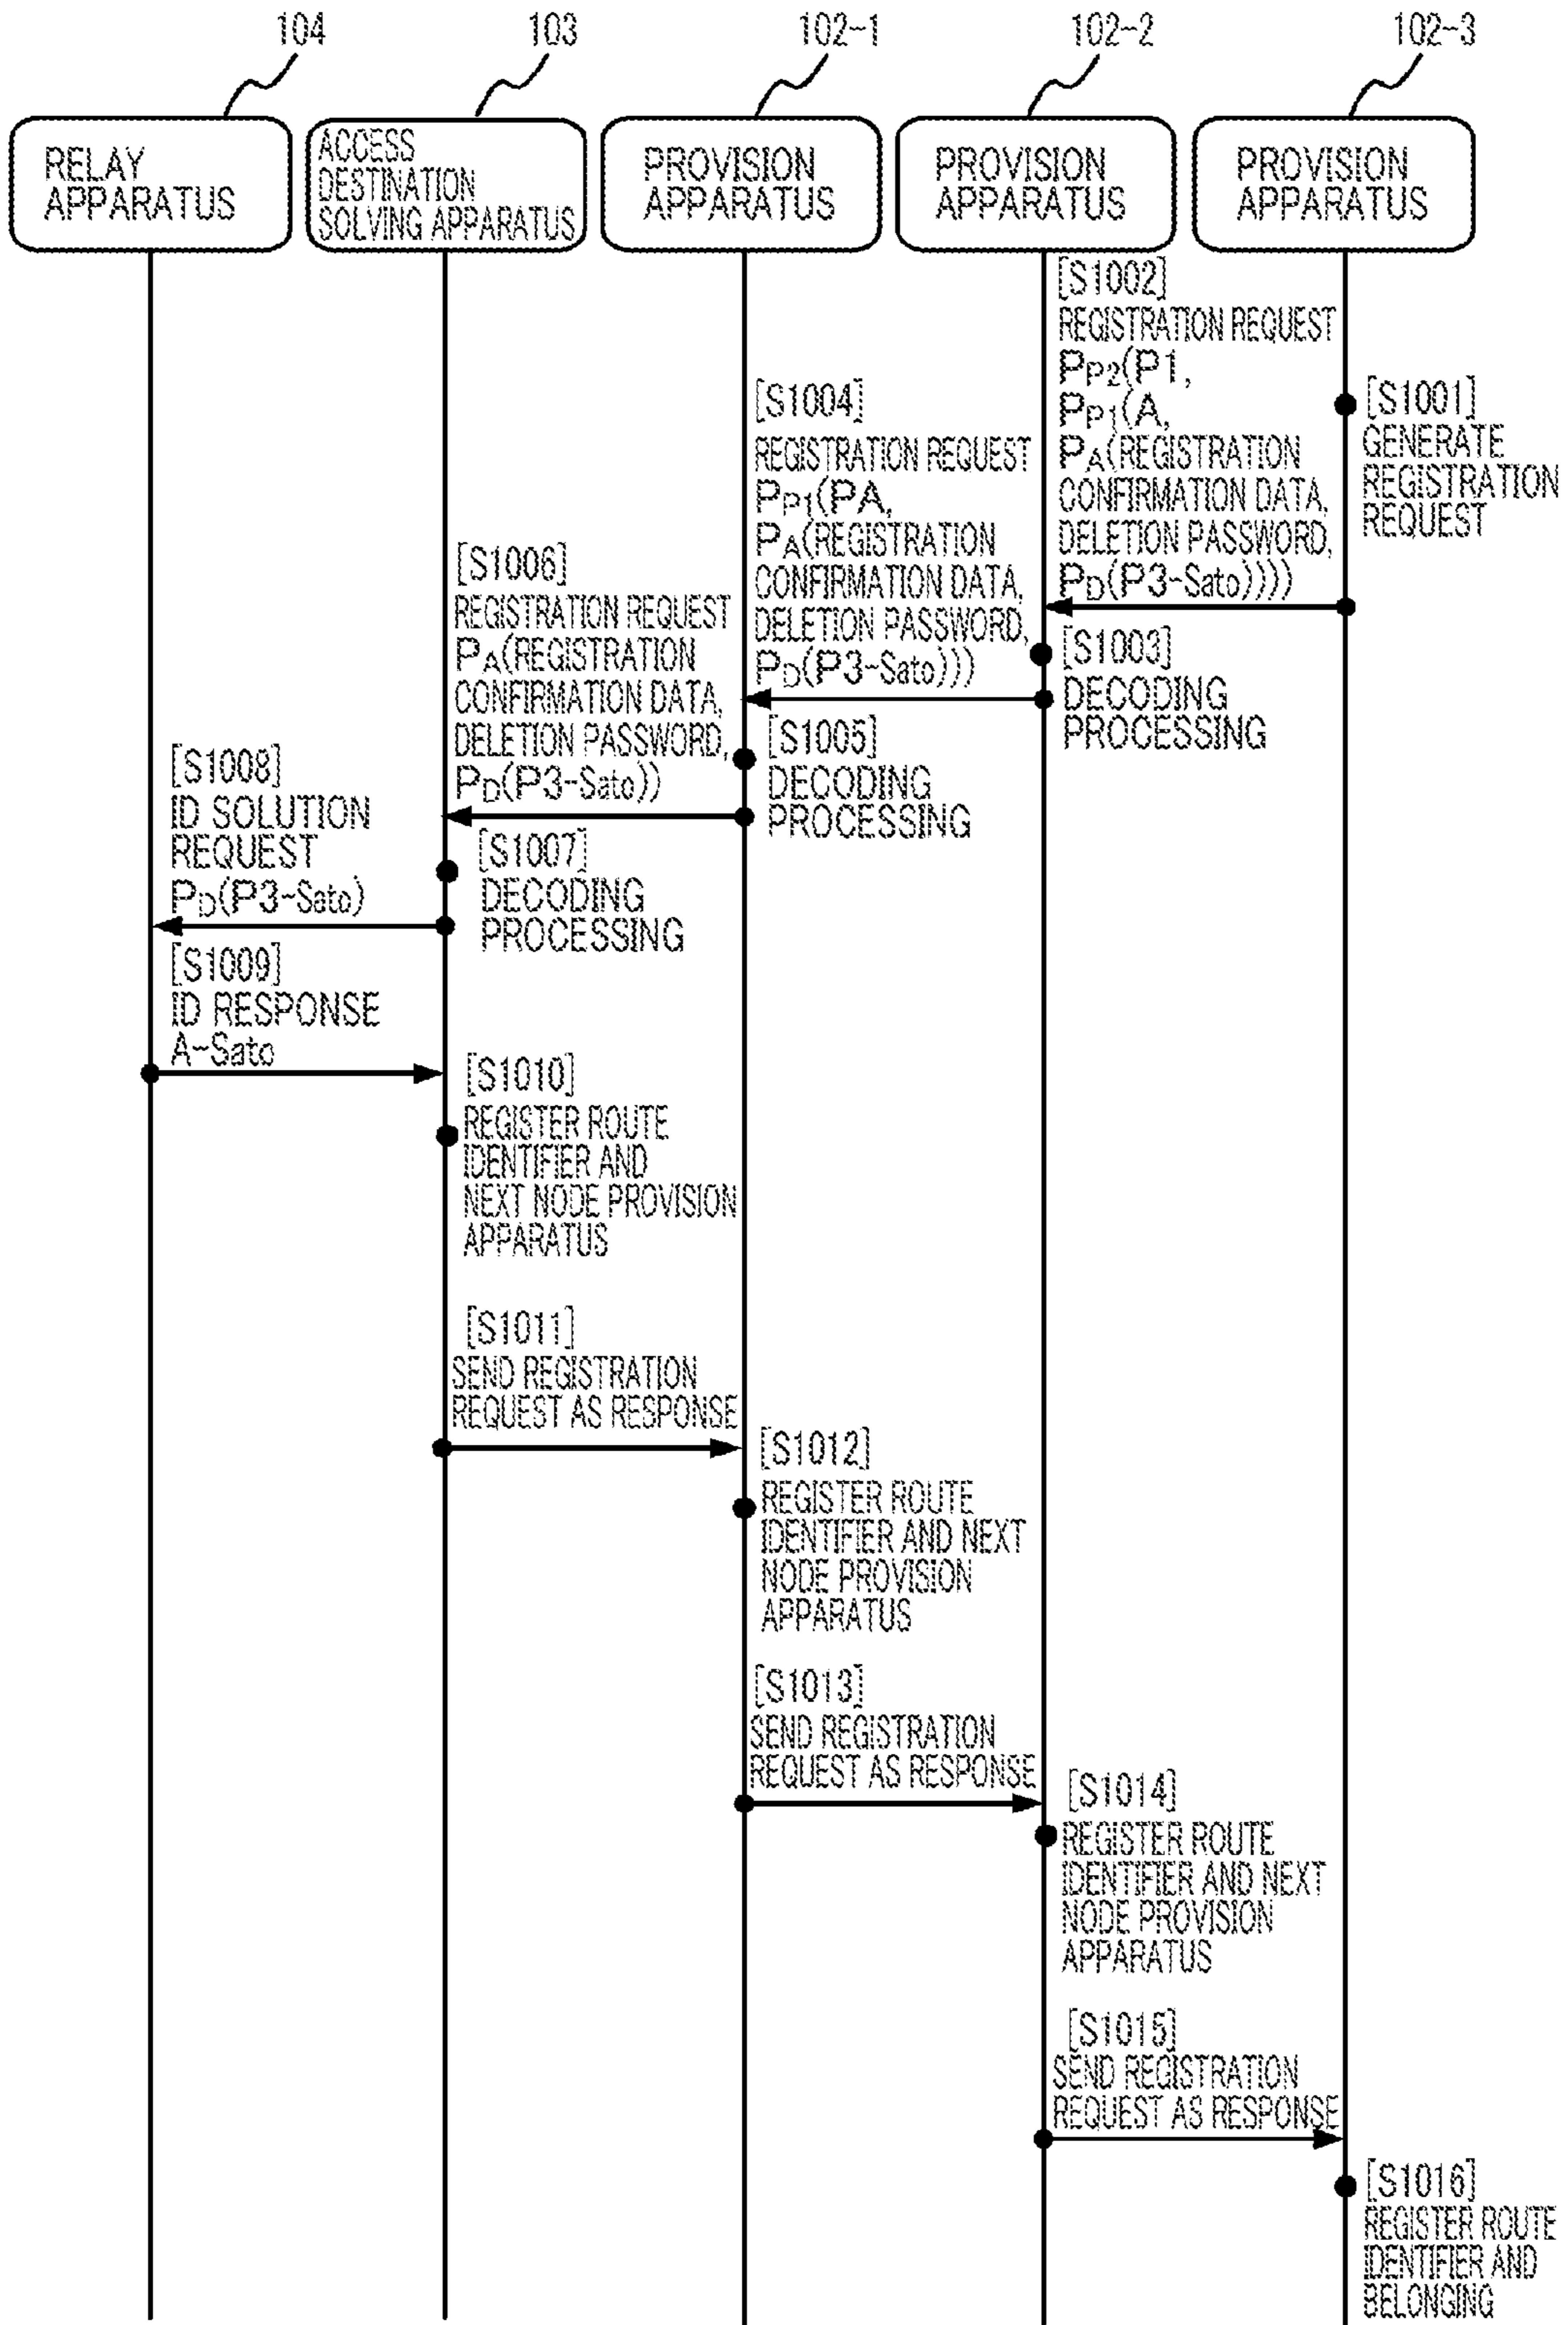 104
103
102-1
102-2
102-3
RELAY
APPARATUS
ACCESS
DESTINATION
SOLVING APPARATUS
PROVISION
APPARATUS
PROVISION
APPARATUS
PROVISION
APPARATUS
[S1001]
GENERATE
REGISTRATION
REQUEST
[S1002]
REGISTRATION REQUEST
PP2(P1,
PP1(A,
PA(REGISTRATION
CONFIRMATION DATA,
DELETION PASSWORD,
PD(P3-Sato))))
[S1003]
DECODING
PROCESSING
[S1004]
REGISTRATION REQUEST
PP1(PA,
PA(REGISTRATION
CONFIRMATION DATA,
DELETION PASSWORD,
PD(P3-Sato)))
[S1005]
DECODING
PROCESSING
[S1006]
REGISTRATION REQUEST
PA(REGISTRATION
CONFIRMATION DATA,
DELETION PASSWORD,
PD(P3-Sato))
[S1007]
DECODING
PROCESSING
[S1008]
ID SOLUTION
REQUEST
PD(P3-Sato)
[S1009]
ID RESPONSE
A-Sato
[S1010]
REGISTER ROUTE
IDENTIFIER AND
NEXT NODE PROVISION
APPARATUS
[S1011]
SEND REGISTRATION
REQUEST AS RESPONSE
[S1012]
REGISTER ROUTE
IDENTIFIER AND NEXT
NODE PROVISION
APPARATUS
[S1013]
SEND REGISTRATION
REQUEST AS RESPONSE
[S1014]
REGISTER ROUTE
IDENTIFIER AND NEXT
NODE PROVISION
APPARATUS
[S1015]
SEND REGISTRATION
REQUEST AS RESPONSE
[S1016]
REGISTER ROUTE
IDENTIFIER AND
BELONGING